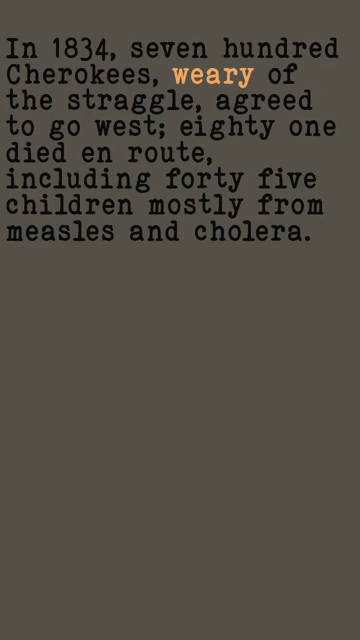 In 1834, seven hundred
Cherokees, weary of
the straggle, agreed
to go west; eighty one
died en route,
including forty five
children mostly from
measles and cholera.